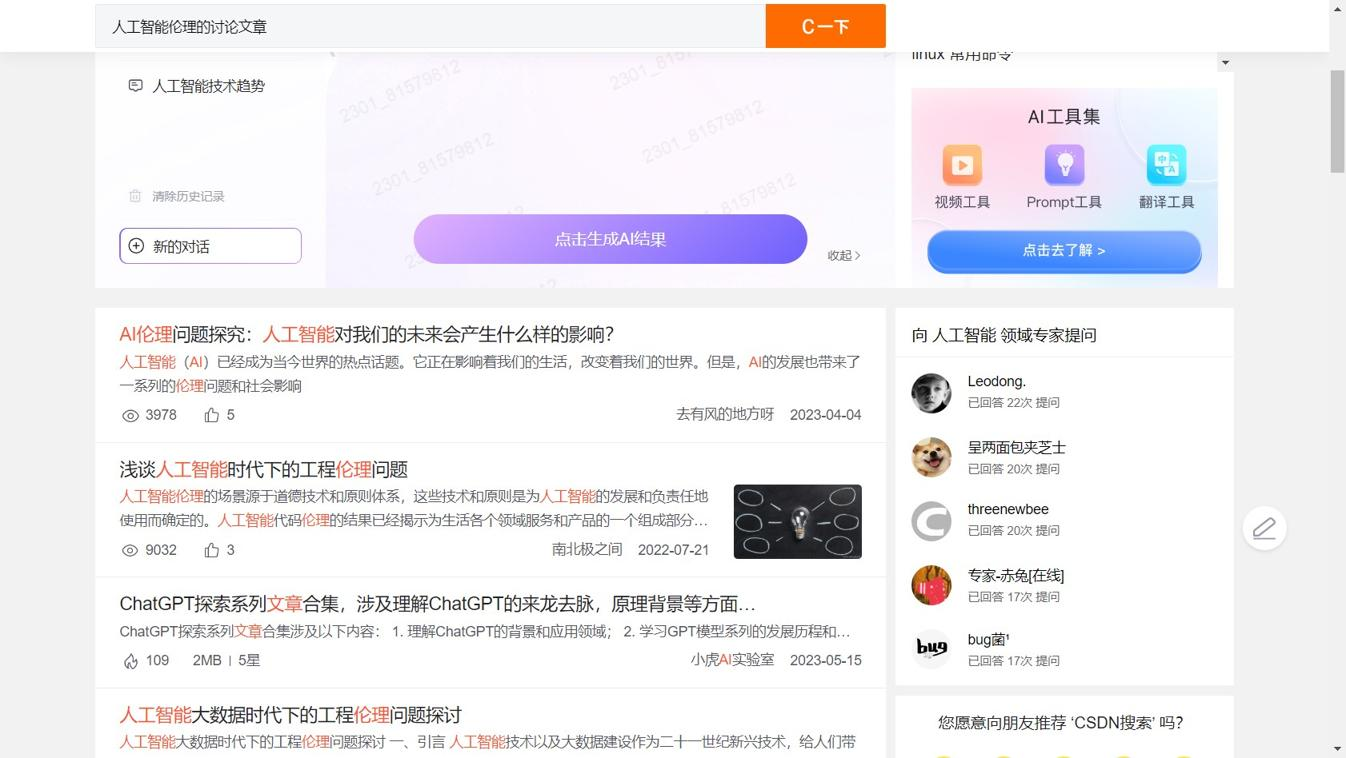 人工智能伦理的讨论文章
C一下
linux 常用命令
人工智能技术趋势
清除历史记录
新的对话
2301_81579812
2301_81579812
2301_81579812
2301_81579812
点击生成AI结果
收起
AI工具集
视频工具
Prompt工具
翻译工具
点击去了解 >
AI伦理问题探究：人工智能对我们的未来会产生什么样的影响？
人工智能（AI）已经成为当今世界的热点话题。它正在影响着我们的生活，改变着我们的世界。但是，AI的发展也带来了
一系列的伦理问题和社会影响
3978 5 去有风的地方呀 2023-04-04
浅谈人工智能时代下的工程伦理问题
人工智能伦理的场景源于道德技术和原则体系，这些技术和原则是为人工智能的发展和负责任地
使用而确定的。人工智能代码伦理的结果已经揭示为生活各个领域服务和产品的一个组成部分…
9032 3 南北极之间 2022-07-21
ChatGPT探索系列文章合集，涉及理解ChatGPT的来龙去脉，原理背景等方面…
ChatGPT探索系列文章合集涉及以下内容： 1. 理解ChatGPT的背景和应用领域； 2. 学习GPT模型系列的发展历程和…
109 2MB | 5星 小虎AI实验室 2023-05-15
人工智能大数据时代下的工程伦理问题探讨
人工智能大数据时代下的工程伦理问题探讨 一、引言 人工智能技术以及大数据建设作为二十一世纪新兴技术，给人们带
向 人工智能 领域专家提问
Leodong.
已回答 22次 提问
呈两面包夹芝士
已回答 20次 提问
threenewbee
已回答 20次 提问
专家-赤兔[在线]
已回答 17次 提问
bug
bug菌¹
已回答 17次 提问
您愿意向朋友推荐 ‘CSDN搜索’ 吗？